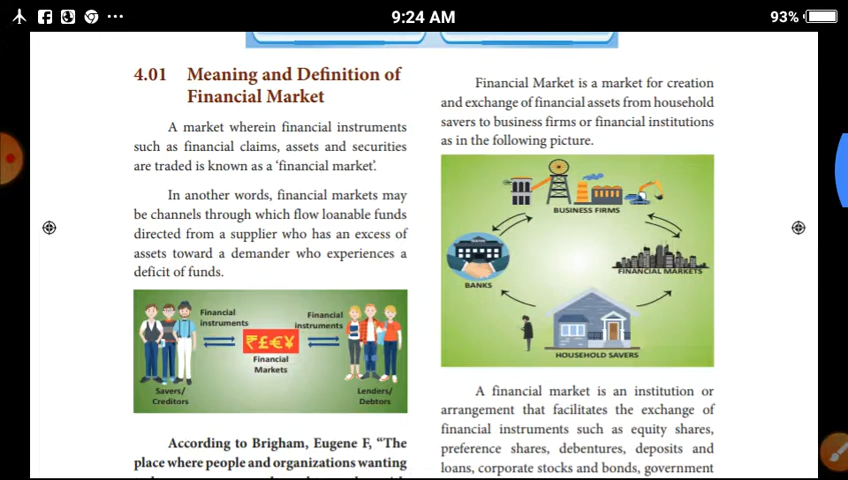 9:24 AM
93%
4.01 Meaning and Definition of
Financial Market
A market wherein financial instruments
such as financial claims, assets and securities
are traded is known as a ‘financial market’.
In another words, financial markets may
be channels through which flow loanable funds
directed from a supplier who has an excess of
assets toward a demander who experiences a
deficit of funds.
Financial
instruments
Financial
instruments
₹£€¥
Financial
Markets
Savers/
Creditors
Lenders/
Debtors
According to Brigham, Eugene F, “The
place where people and organizations wanting
Financial Market is a market for creation
and exchange of financial assets from household
savers to business firms or financial institutions
as in the following picture.
BUSINESS FIRMS
BANKS
FINANCIAL MARKETS
HOUSEHOLD SAVERS
A financial market is an institution or
arrangement that facilitates the exchange of
financial instruments such as equity shares,
preference shares, debentures, deposits and
loans, corporate stocks and bonds, government